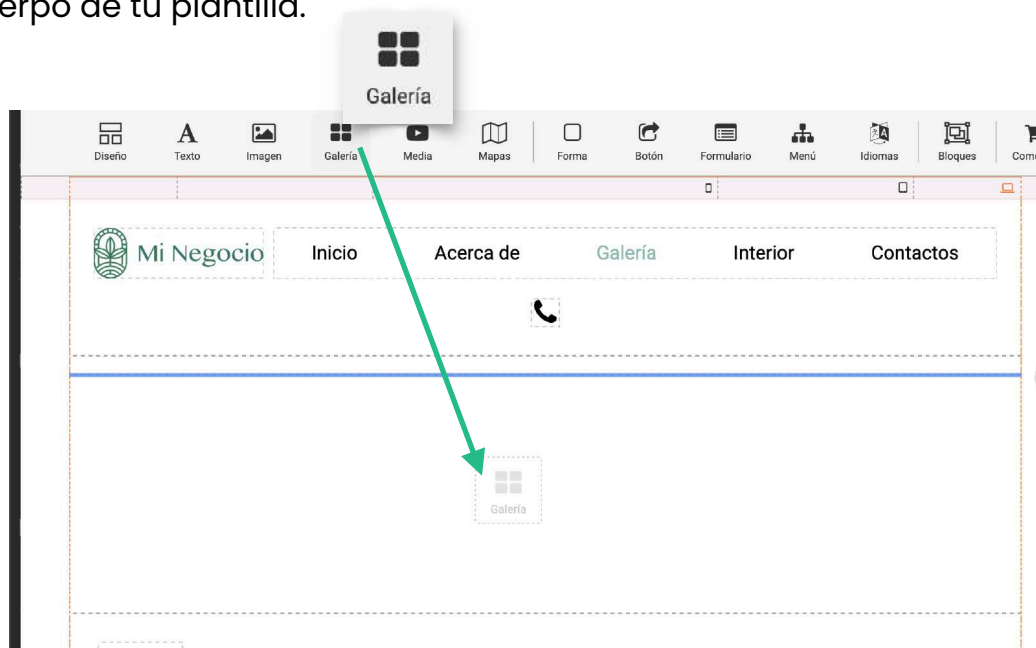 erpo de tu plantilla.
Galería
Diseño Texto Imagen Galería Media Mapas Forma Botón Formulario Menú Idiomas Bloques Com
Mi Negocio Inicio Acerca de Galería Interior Contactos
Galería